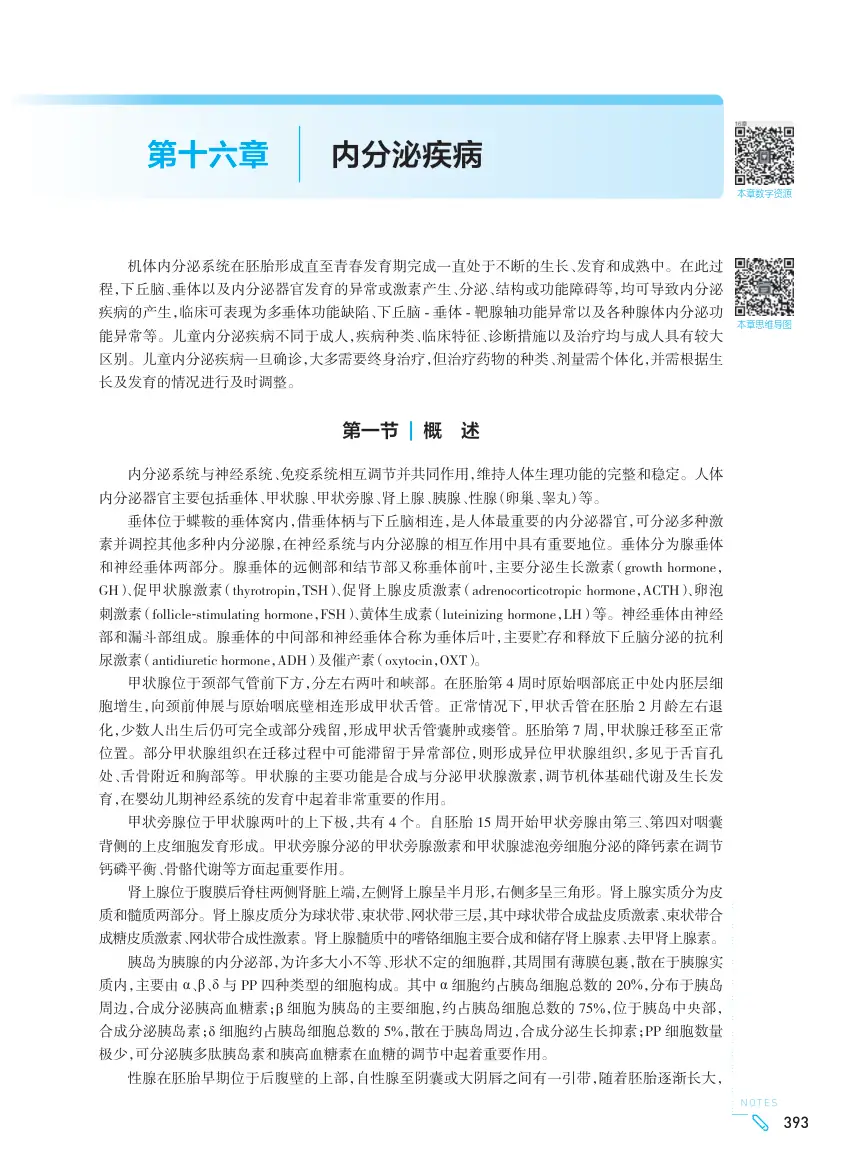 第十六章 内分泌疾病
16章
本章数字资源
本章思维导图
机体内分泌系统在胚胎形成直至青春发育期完成一直处于不断的生长、发育和成熟中。在此过
程,下丘脑、垂体以及内分泌器官发育的异常或激素产生、分泌、结构或功能障碍等,均可导致内分泌
疾病的产生,临床可表现为多垂体功能缺陷、下丘脑 - 垂体 - 靶腺轴功能异常以及各种腺体内分泌功
能异常等。儿童内分泌疾病不同于成人,疾病种类、临床特征、诊断措施以及治疗均与成人具有较大
区别。儿童内分泌疾病一旦确诊,大多需要终身治疗,但治疗药物的种类、剂量需个体化,并需根据生
长及发育的情况进行及时调整。
第一节 概 述
内分泌系统与神经系统、免疫系统相互调节并共同作用,维持人体生理功能的完整和稳定。人体
内分泌器官主要包括垂体、甲状腺、甲状旁腺、肾上腺、胰腺、性腺(卵巢、睾丸)等。
垂体位于蝶鞍的垂体窝内,借垂体柄与下丘脑相连,是人体最重要的内分泌器官,可分泌多种激
素并调控其他多种内分泌腺,在神经系统与内分泌腺的相互作用中具有重要地位。垂体分为腺垂体
和神经垂体两部分。腺垂体的远侧部和结节部又称垂体前叶,主要分泌生长激素(growth hormone,
GH)、促甲状腺激素(thyrotropin,TSH)、促肾上腺皮质激素(adrenocorticotropic hormone,ACTH)、卵泡
刺激素(follicle-stimulating hormone,FSH)、黄体生成素(luteinizing hormone,LH)等。神经垂体由神经
部和漏斗部组成。腺垂体的中间部和神经垂体合称为垂体后叶,主要贮存和释放下丘脑分泌的抗利
尿激素(antidiuretic hormone,ADH)及催产素(oxytocin,OXT)。
甲状腺位于颈部气管前下方,分左右两叶和峡部。在胚胎第 4 周时原始咽部底正中处内胚层细
胞增生,向颈前伸展与原始咽底壁相连形成甲状舌管。正常情况下,甲状舌管在胚胎 2 月龄左右退
化,少数人出生后仍可完全或部分残留,形成甲状舌管囊肿或瘘管。胚胎第 7 周,甲状腺迁移至正常
位置。部分甲状腺组织在迁移过程中可能滞留于异常部位,则形成异位甲状腺组织,多见于舌盲孔
处、舌骨附近和胸部等。甲状腺的主要功能是合成与分泌甲状腺激素,调节机体基础代谢及生长发
育,在婴幼儿期神经系统的发育中起着非常重要的作用。
甲状旁腺位于甲状腺两叶的上下极,共有 4 个。自胚胎 15 周开始甲状旁腺由第三、第四对咽囊
背侧的上皮细胞发育形成。甲状旁腺分泌的甲状旁腺激素和甲状腺滤泡旁细胞分泌的降钙素在调节
钙磷平衡、骨骼代谢等方面起重要作用。
肾上腺位于腹膜后脊柱两侧肾脏上端,左侧肾上腺呈半月形,右侧多呈三角形。肾上腺实质分为皮
质和髓质两部分。肾上腺皮质分为球状带、束状带、网状带三层,其中球状带合成盐皮质激素、束状带合
成糖皮质激素、网状带合成性激素。肾上腺髓质中的嗜铬细胞主要合成和储存肾上腺素、去甲肾上腺素。
胰岛为胰腺的内分泌部,为许多大小不等、形状不定的细胞群,其周围有薄膜包裹,散在于胰腺实
质内,主要由 α、β、δ 与 PP 四种类型的细胞构成。其中 α 细胞约占胰岛细胞总数的 20%,分布于胰岛
周边,合成分泌胰高血糖素;β 细胞为胰岛的主要细胞,约占胰岛细胞总数的 75%,位于胰岛中央部,
合成分泌胰岛素;δ 细胞约占胰岛细胞总数的 5%,散在于胰岛周边,合成分泌生长抑素;PP 细胞数量
极少,可分泌胰多肽胰岛素和胰高血糖素在血糖的调节中起着重要作用。
性腺在胚胎早期位于后腹壁的上部,自性腺至阴囊或大阴唇之间有一引带,随着胚胎逐渐长大,
NOTES
393